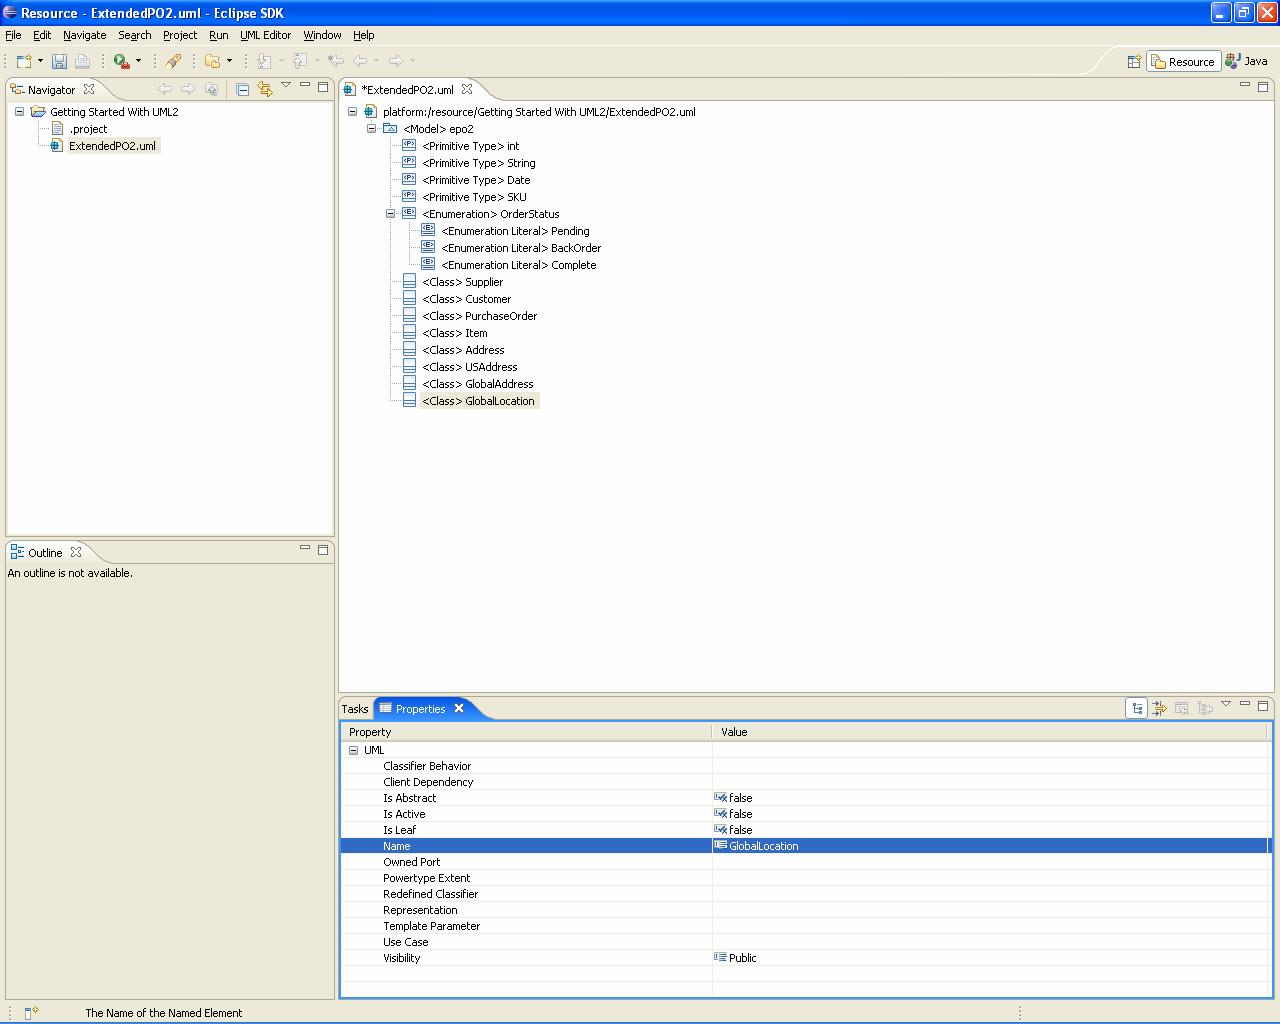 Resource - ExtendedPO2.uml - Eclipse SDK
File Edit Navigate Search Project Run UML Editor Window Help
Resource Java
Navigator
Getting Started With UML2
.project
ExtendedPO2.uml
*ExtendedPO2.uml
platform:/resource/Getting Started With UML2/ExtendedPO2.uml
<Model> epo2
<Primitive Type> int
<Primitive Type> String
<Primitive Type> Date
<Primitive Type> SKU
<Enumeration> OrderStatus
<Enumeration Literal> Pending
<Enumeration Literal> BackOrder
<Enumeration Literal> Complete
<Class> Supplier
<Class> Customer
<Class> PurchaseOrder
<Class> Item
<Class> Address
<Class> USAddress
<Class> GlobalAddress
<Class> GlobalLocation
Outline
An outline is not available.
Tasks Properties
Property Value
UML
Classifier Behavior
Client Dependency
Is Abstract false
Is Active false
Is Leaf false
Name GlobalLocation
Owned Port
Powertype Extent
Redefined Classifier
Representation
Template Parameter
Use Case
Visibility Public
The Name of the Named Element